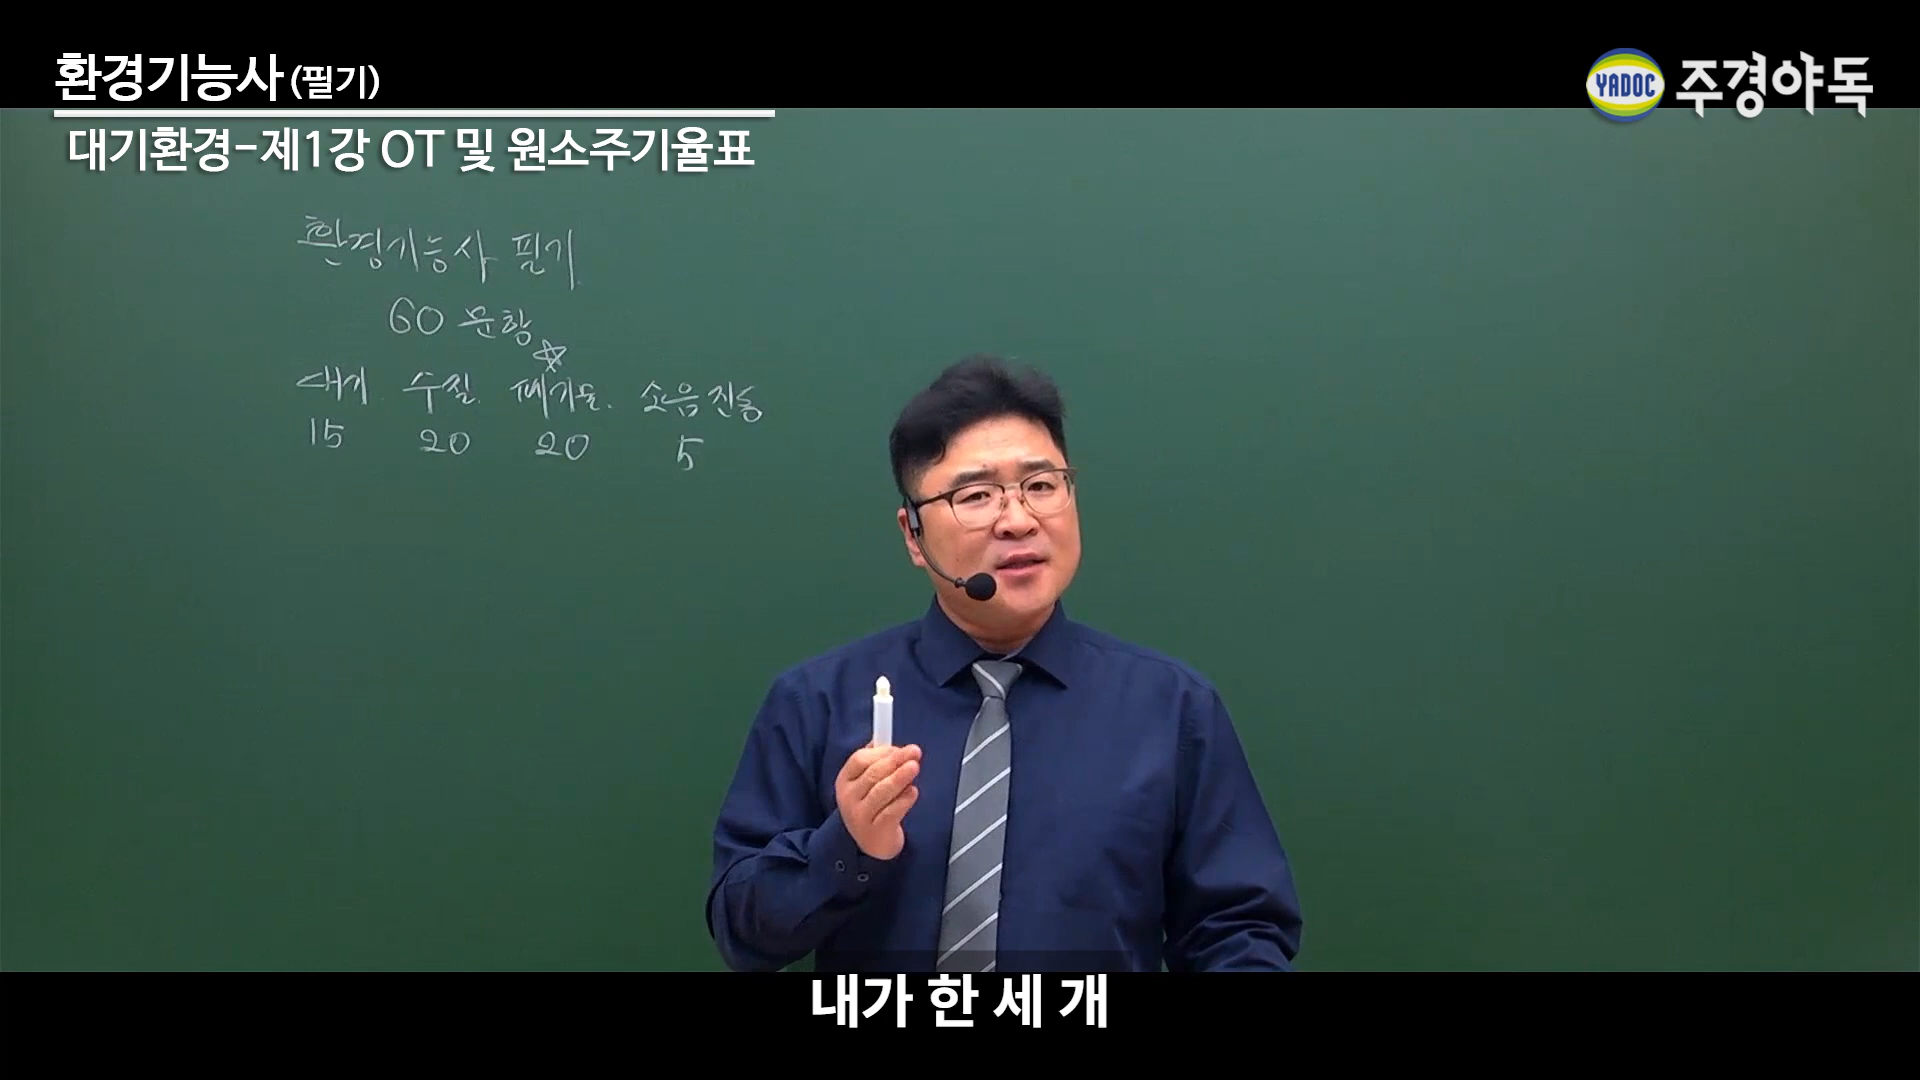 환경기능사 (필기)
YADOC 주경야독
대기환경-제1강 OT 및 원소주기율표
환경기능사 필기
60 문항
대기 수질 폐기물 소음진동
15 20 20 5
내가 한 세 개